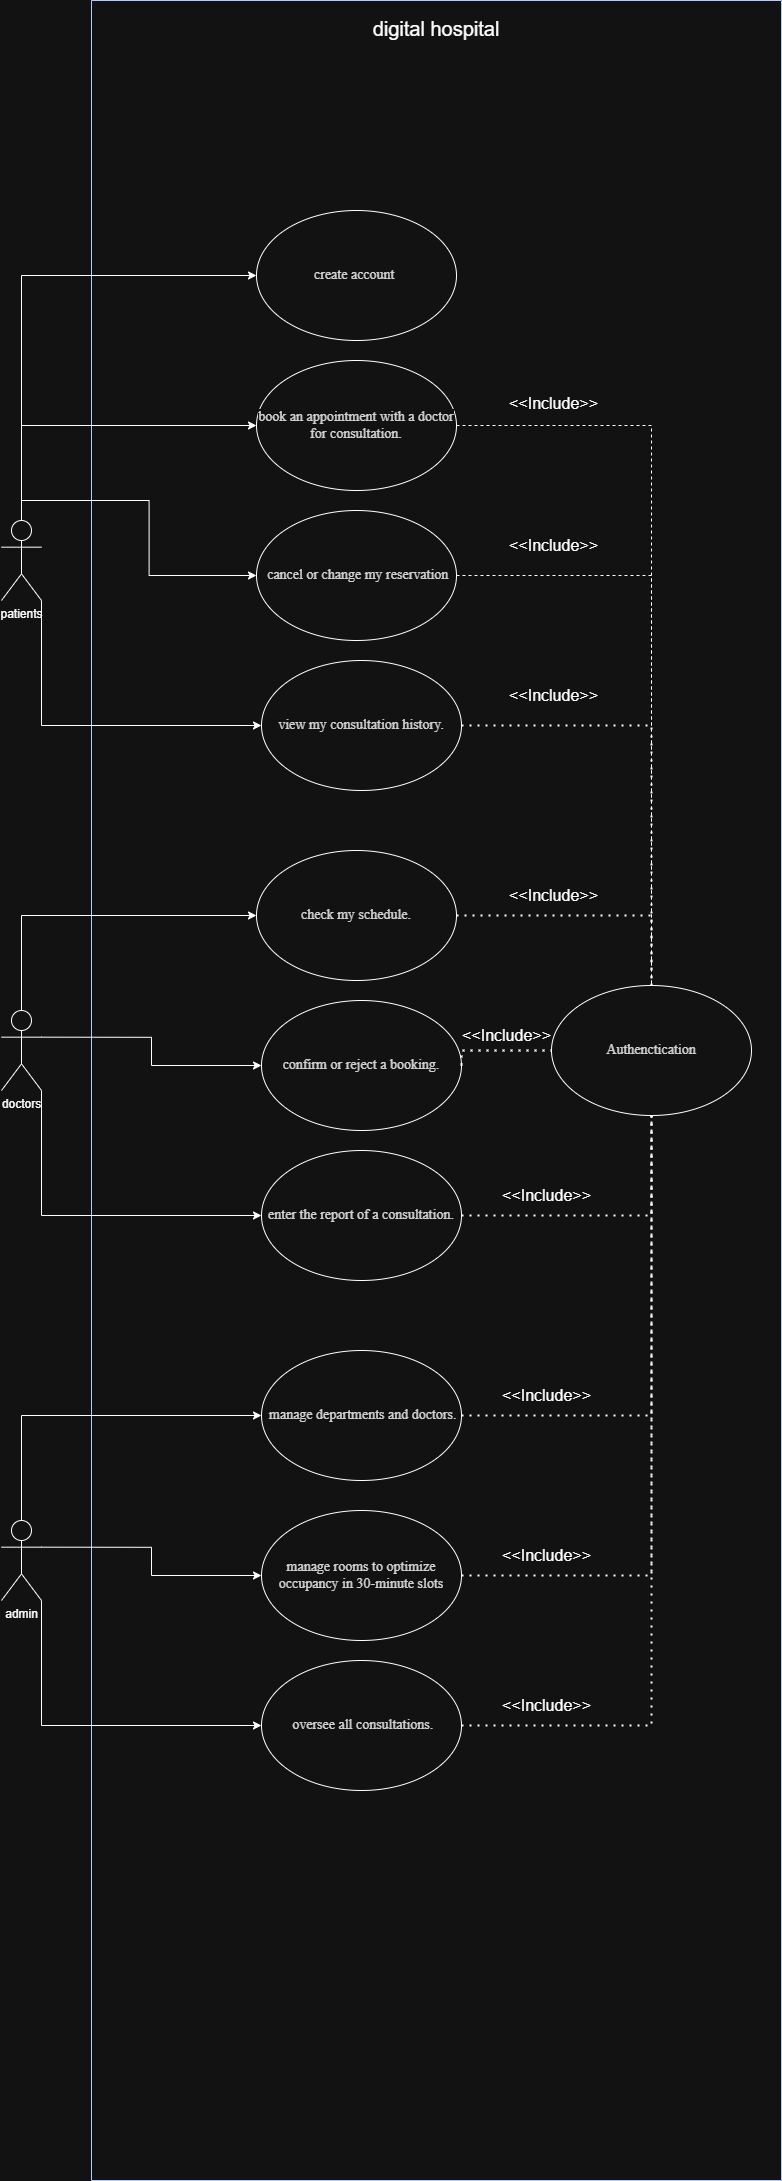 digital hospital
create account
<<Include>>
book an appointment with a doctor
for consultation.
<<Include>>
cancel or change my reservation
patients
<<Include>>
view my consultation history.
<<Include>>
check my schedule.
<<Include>>
Authenctication
confirm or reject a booking.
doctors
<<Include>>
enter the report of a consultation.
<<Include>>
manage departments and doctors.
<<Include>>
manage rooms to optimize
occupancy in 30-minute slots
admin
<<Include>>
oversee all consultations.